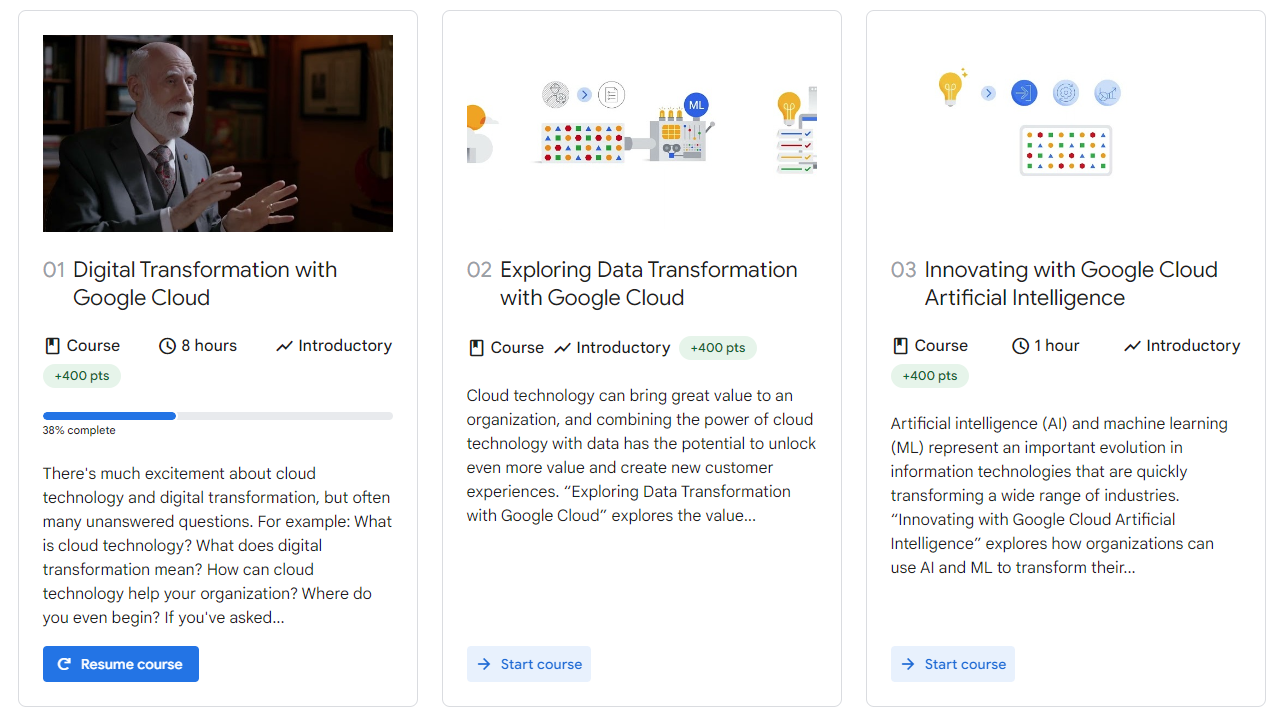 ML
01 Digital Transformation with
Google Cloud
Course 8 hours Introductory
+400 pts
38% complete
There's much excitement about cloud
technology and digital transformation, but often
many unanswered questions. For example: What
is cloud technology? What does digital
transformation mean? How can cloud
technology help your organization? Where do
you even begin? If you've asked...
Resume course
02 Exploring Data Transformation
with Google Cloud
Course Introductory +400 pts
Cloud technology can bring great value to an
organization, and combining the power of cloud
technology with data has the potential to unlock
even more value and create new customer
experiences. “Exploring Data Transformation
with Google Cloud” explores the value...
Start course
03 Innovating with Google Cloud
Artificial Intelligence
Course 1 hour Introductory
+400 pts
Artificial intelligence (AI) and machine learning
(ML) represent an important evolution in
information technologies that are quickly
transforming a wide range of industries.
“Innovating with Google Cloud Artificial
Intelligence” explores how organizations can
use AI and ML to transform their...
Start course